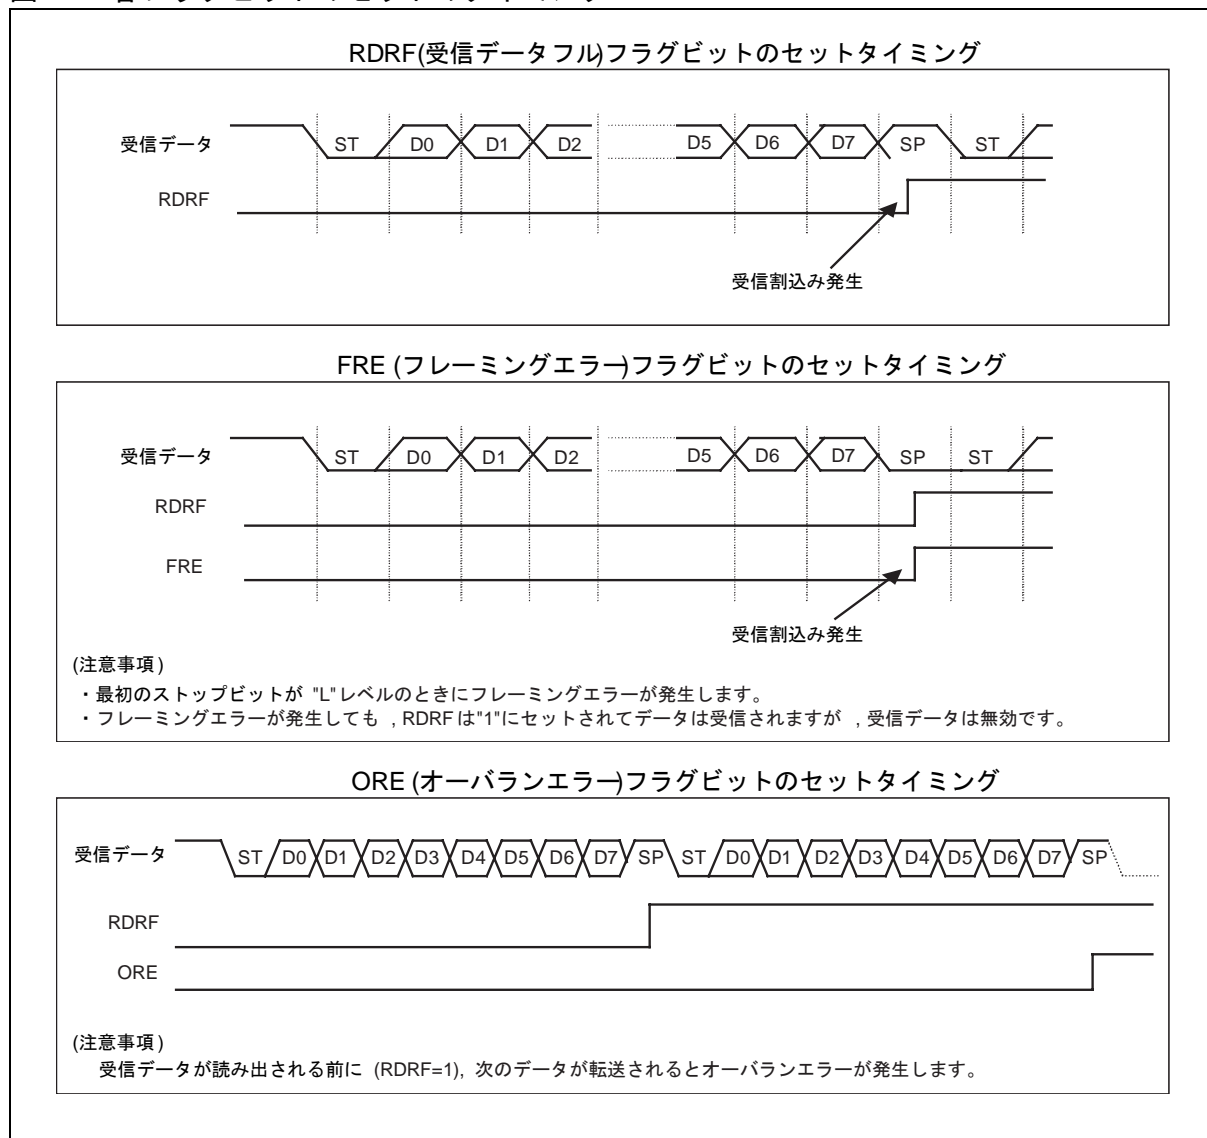 RDRF(受信データフル)フラグビットのセットタイミング
受信データ ST D0 D1 D2 D5 D6 D7 SP ST
RDRF
受信割込み発生
FRE (フレーミングエラー)フラグビットのセットタイミング
受信データ ST D0 D1 D2 D5 D6 D7 SP ST
RDRF
FRE
受信割込み発生
(注意事項)
・最初のストップビットが "L"レベルのときにフレーミングエラーが発生します。
・フレーミングエラーが発生しても ,RDRFは"1"にセットされてデータは受信されますが ,受信データは無効です。
ORE (オーバランエラー)フラグビットのセットタイミング
受信データ ST D0 D1 D2 D3 D4 D5 D6 D7 SP ST D0 D1 D2 D3 D4 D5 D6 D7 SP
RDRF
ORE
(注意事項)
受信データが読み出される前に (RDRF=1), 次のデータが転送されるとオーバランエラーが発生します。